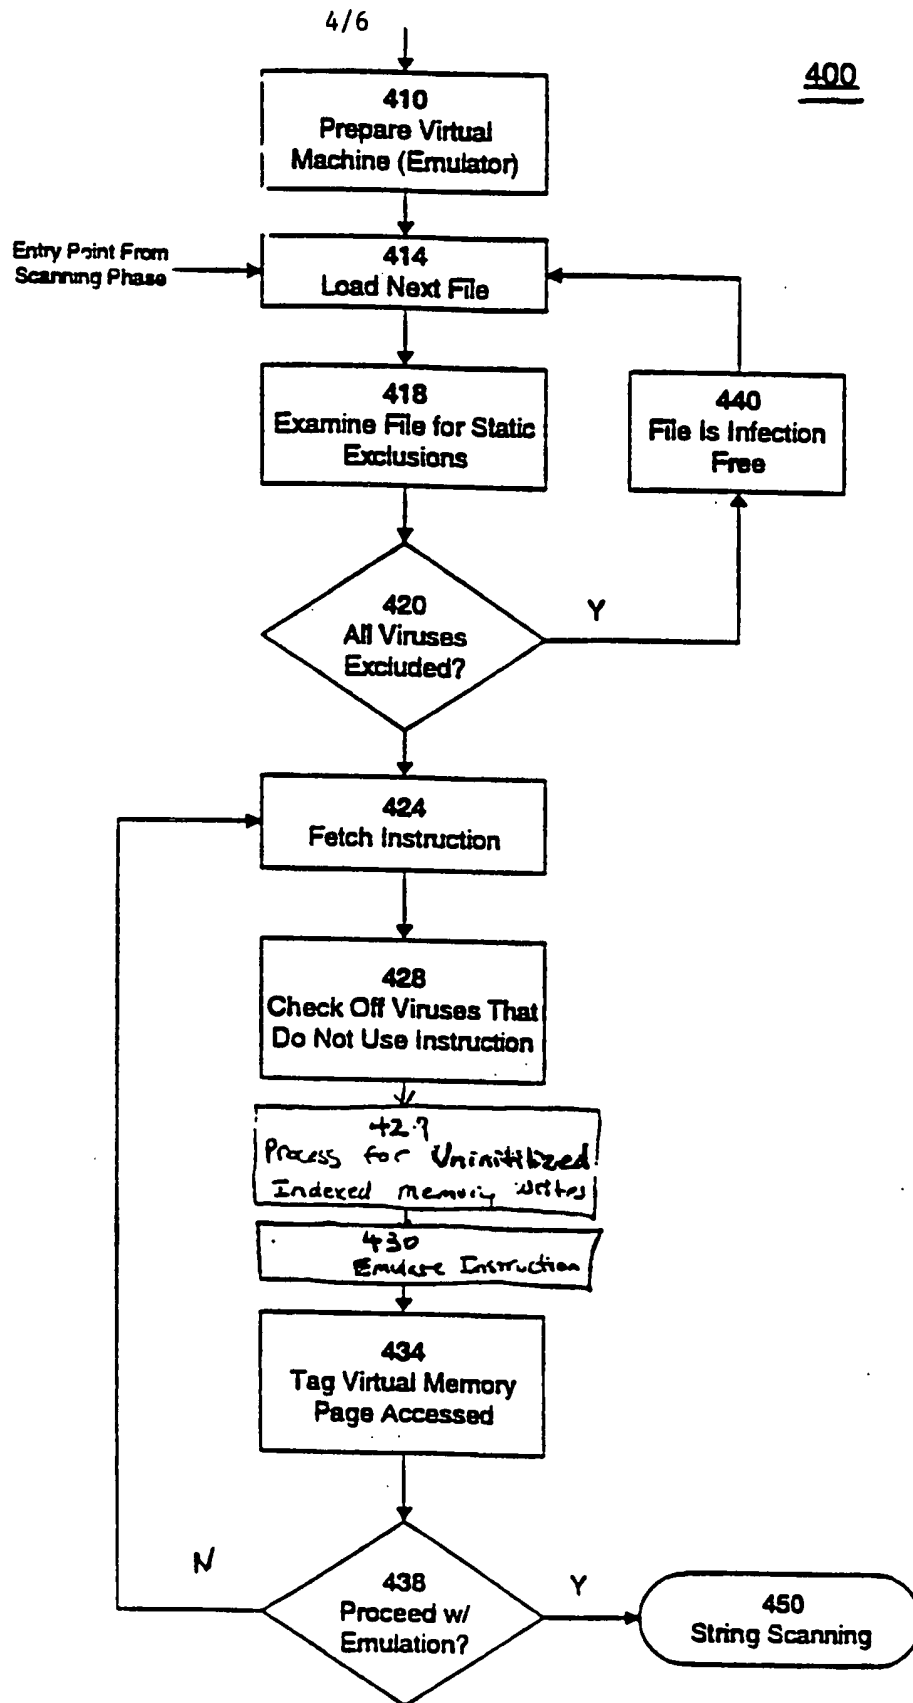 4/6
400
410
Prepare Virtual
Machine (Emulator)
Entry Point From
Scanning Phase
414
Load Next File
418
Examine File for Static
Exclusions
440
File Is Infection
Free
420
All Viruses
Excluded?
Y
424
Fetch Instruction
428
Check Off Viruses That
Do Not Use Instruction
429
Process for Uninitilized
Indexed memory writes
430
Emulate Instruction
434
Tag Virtual Memory
Page Accessed
N
438
Proceed w/
Emulation?
Y
450
String Scanning